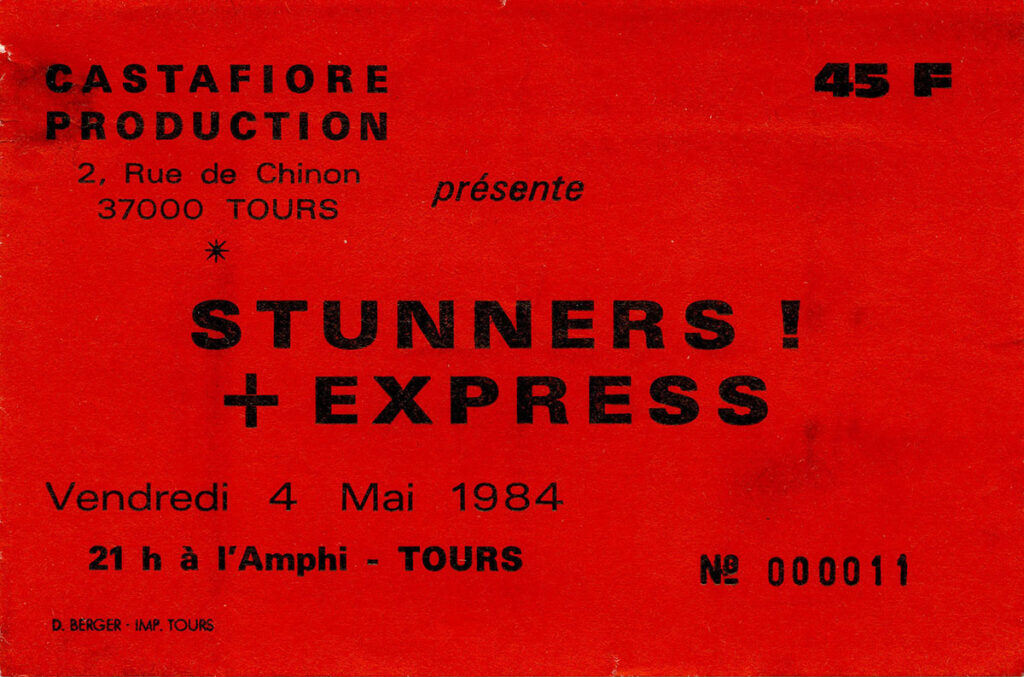 CASTAFIORE
PRODUCTION
2, Rue de Chinon
37000 TOURS
45 F
présente
STUNNERS !
+ EXPRESS
Vendredi 4 Mai 1984
21 h à l'Amphi - TOURS
Nº 000011
D. BERGER - IMP. TOURS